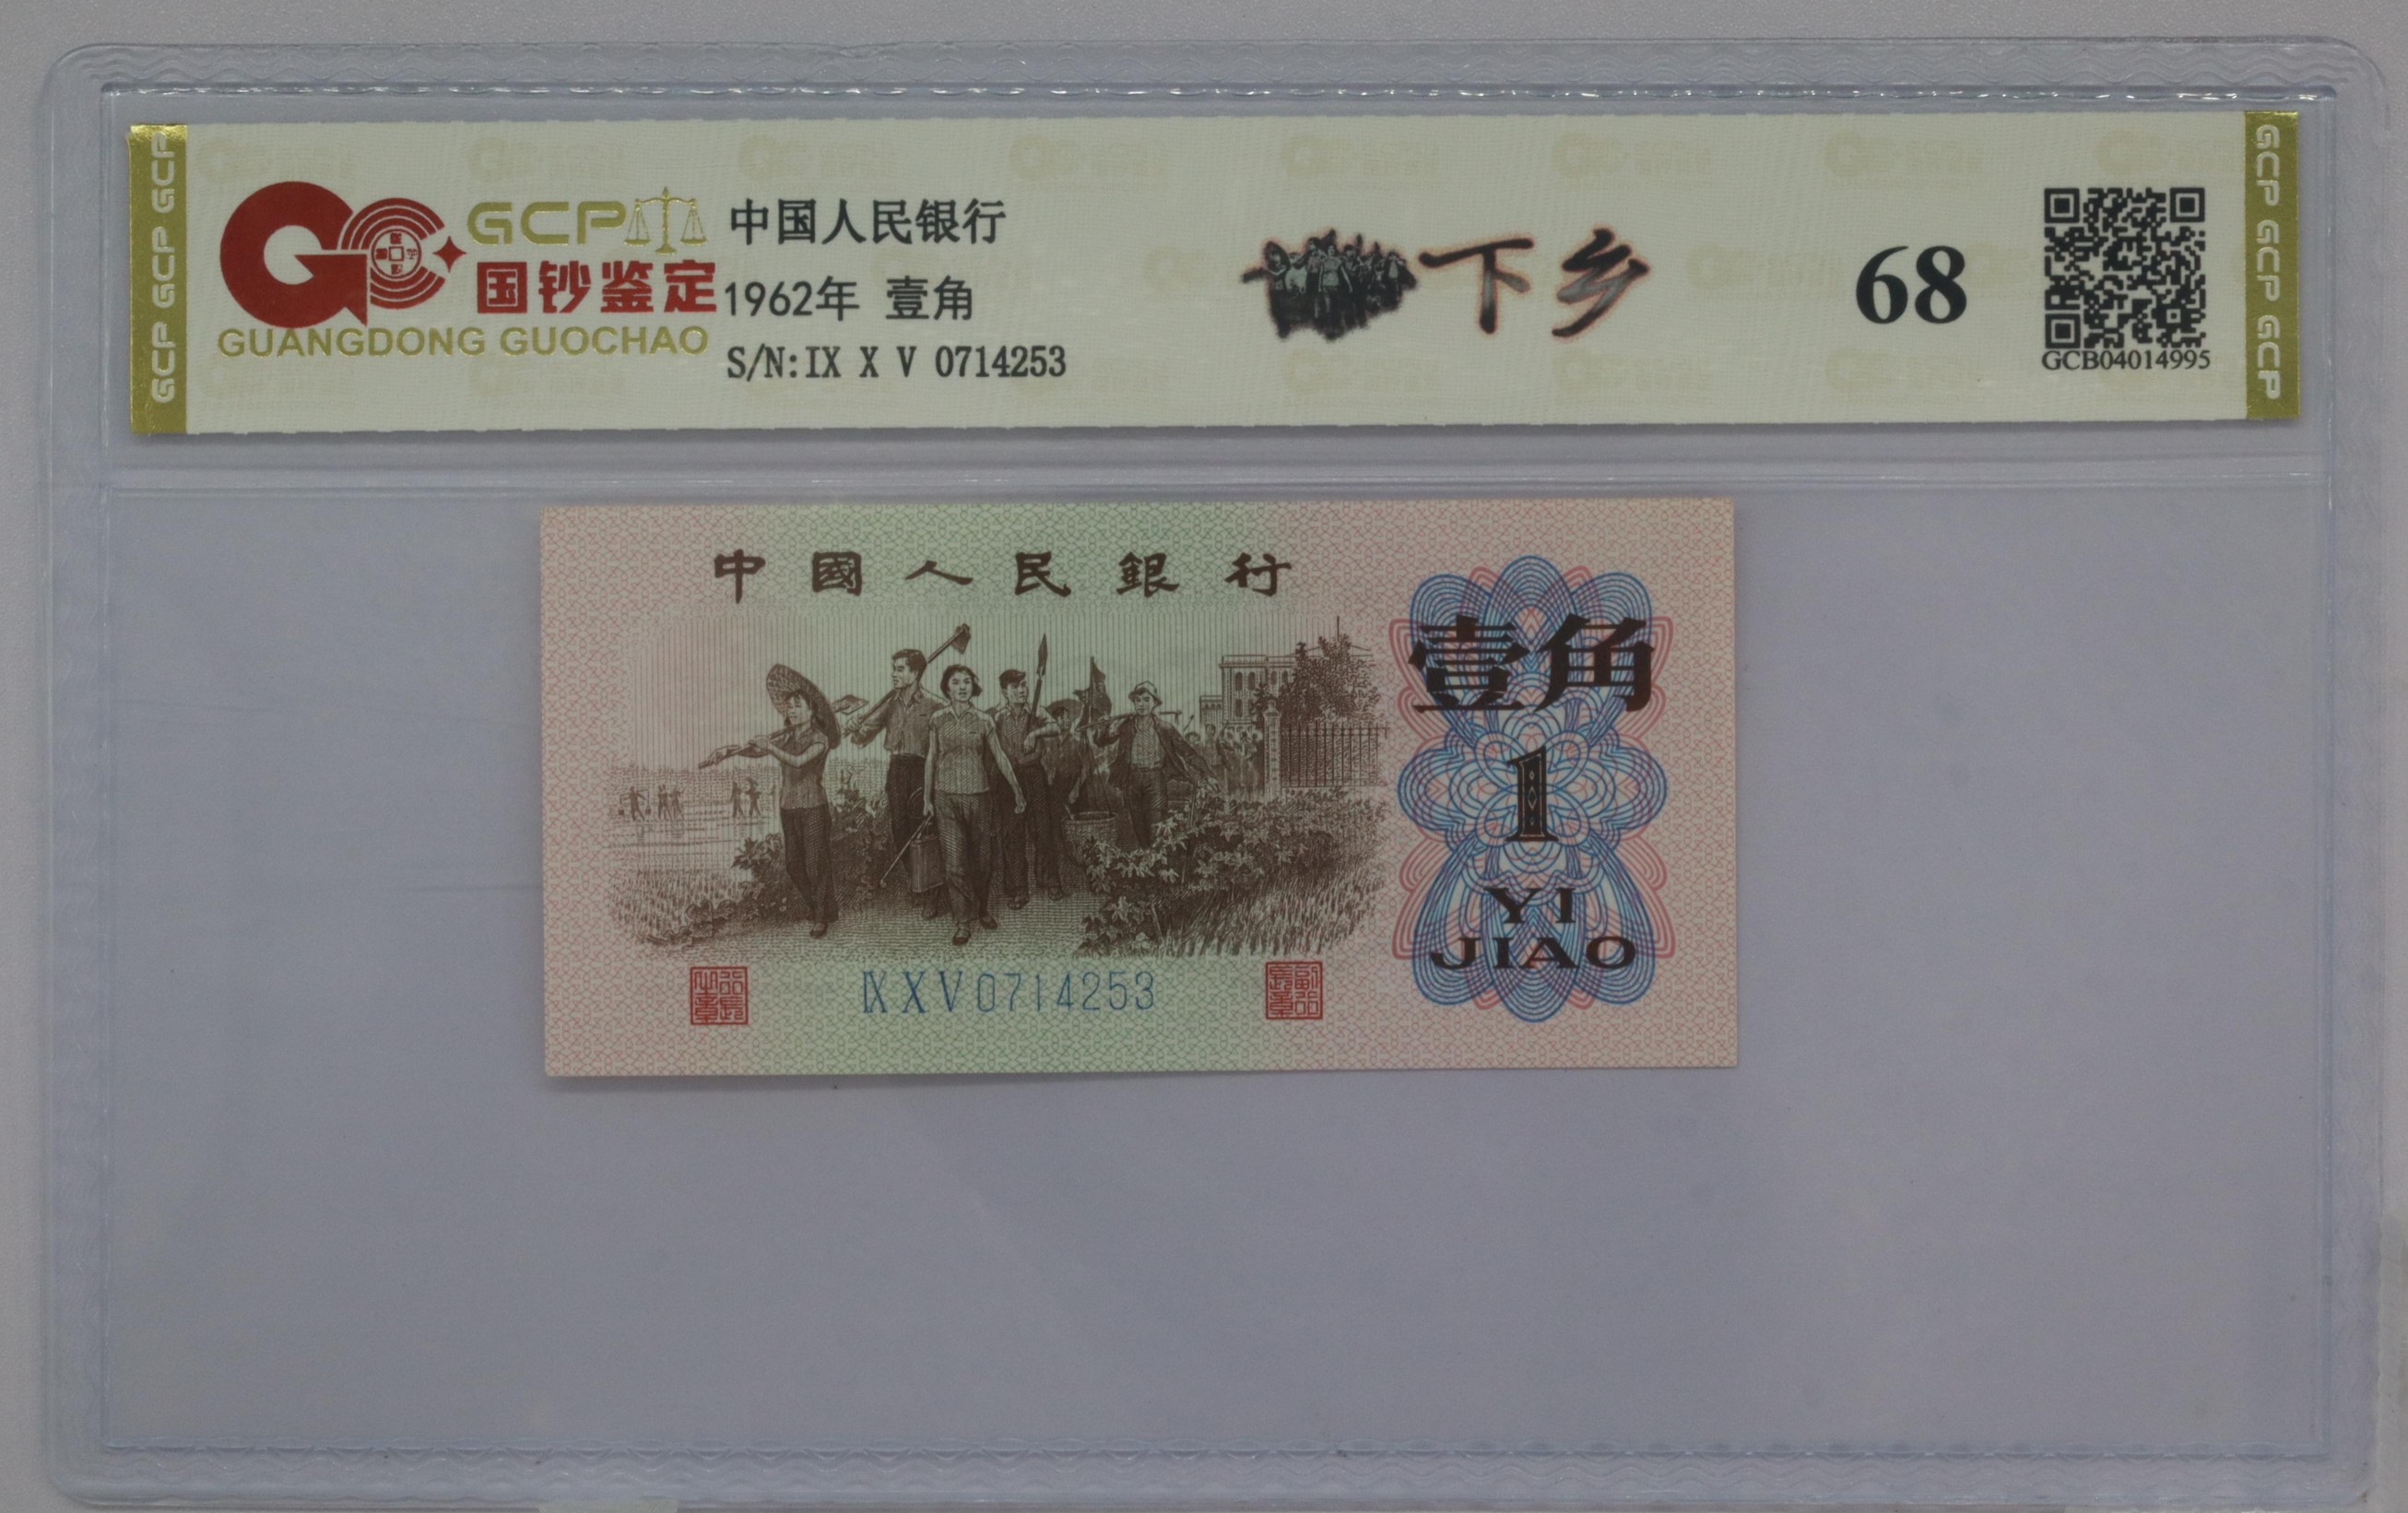 GCP GCP GCP
GCP
国钞鉴定
GUANGDONG GUOCHAO
中国人民银行
1962年 壹角
S/N:IX X V 0714253
下乡
68
GCB04014995
GCP GCP GCP
中國人民銀行
壹角
1
YI
JIAO
IX X V 0714253